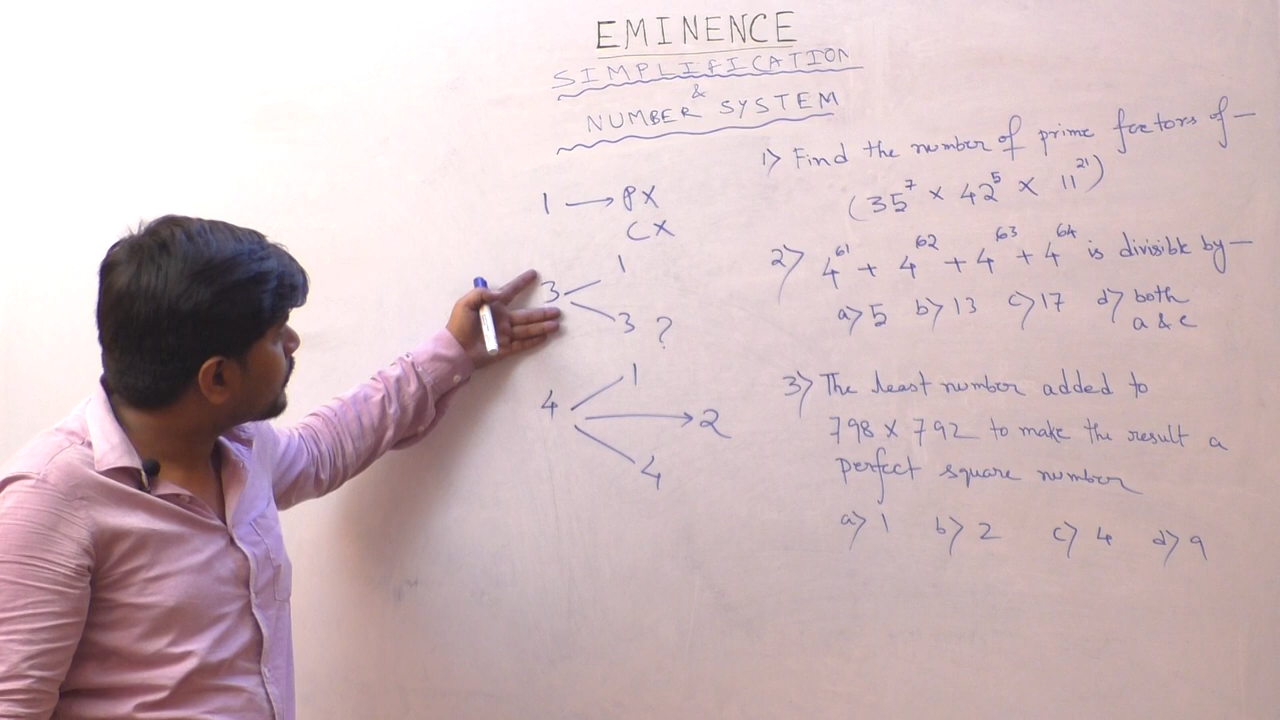 EMINENCE
SIMPLIFICATION
&
NUMBER SYSTEM
1 → P X
C X
3
1
3 ?
4
1
2
4
1) Find the number of prime factors of —
(35⁷ × 42⁵ × 11²¹)
2) 4⁶¹ + 4⁶² + 4⁶³ + 4⁶⁴ is divisible by —
a) 5 b) 13 c) 17 d) both
a & c
3) The least number added to
798 × 792 to make the result a
perfect square number
a) 1 b) 2 c) 4 d) 9